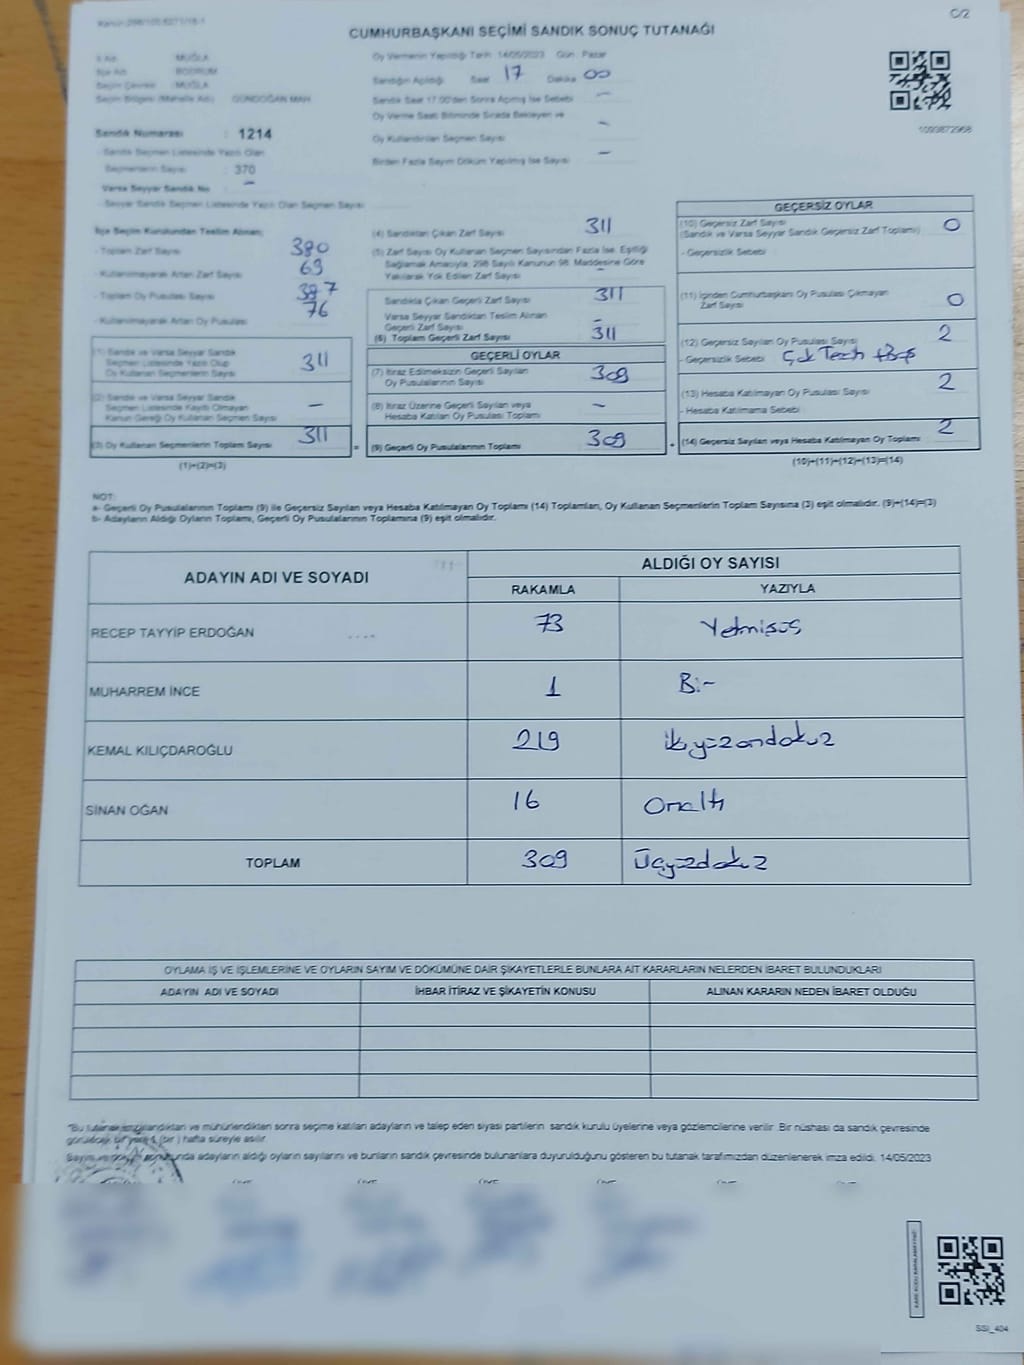 Kanun:298/105 6271/18-1
C/2
CUMHURBAŞKANI SEÇİMİ SANDIK SONUÇ TUTANAĞI
İl Adı : MUĞLA
İlçe Adı : BODRUM
Seçim Çevresi : MUĞLA
Seçim Bölgesi (Mahalle Adı) : GÜNDOĞAN MAH.
Sandık Numarası : 1214
- Sandık Seçmen Listesinde Yazılı Olan
Seçmenlerin Sayısı : 370
Varsa Seyyar Sandık No : —
- Seyyar Sandık Seçmen Listesinde Yazılı Olan Seçmen Sayısı
Oy Vermenin Yapıldığı Tarih: 14/05/2023 Gün : Pazar
Sandığın Açıldığı Saat 17 Dakika 00
Sandık Saat 17:00'den Sonra Açılmış İse Sebebi —
Oy Verme Saati Bitiminde Sırada Bekleyen ve
Oy Kullandırılan Seçmen Sayısı —
Birden Fazla Sayım Döküm Yapılmış İse Sayısı —
1093872968
İlçe Seçim Kurulundan Teslim Alınan;
- Toplam Zarf Sayısı 380
- Kullanılmayarak Artan Zarf Sayısı 69
- Toplam Oy Pusulası Sayısı 387
- Kullanılmayarak Artan Oy Pusulası 76
(1) Sandık ve Varsa Seyyar Sandık
Seçmen Listesinde Yazılı Olup
Oy Kullanan Seçmenlerin Sayısı 311
(2) Sandık ve Varsa Seyyar Sandık
Seçmen Listesinde Kayıtlı Olmayan
Kanun Gereği Oy Kullanan Seçmen Sayısı —
(3) Oy Kullanan Seçmenlerin Toplam Sayısı 311
(1)+(2)=(3)
(4) Sandıktan Çıkan Zarf Sayısı 311
(5) Zarf Sayısı Oy Kullanan Seçmen Sayısından Fazla İse, Eşitliği
Sağlamak Amacıyla, 298 Sayılı Kanunun 98. Maddesine Göre
Yakılarak Yok Edilen Zarf Sayısı —
Sandıkta Çıkan Geçerli Zarf Sayısı 311
Varsa Seyyar Sandıktan Teslim Alınan
Geçerli Zarf Sayısı —
(6) Toplam Geçerli Zarf Sayısı 311
GEÇERLİ OYLAR
(7) İtiraz Edilmeksizin Geçerli Sayılan
Oy Pusulalarının Sayısı 309
(8) İtiraz Üzerine Geçerli Sayılan veya
Hesaba Katılan Oy Pusulası Toplamı —
= (9) Geçerli Oy Pusulalarının Toplamı 309
GEÇERSİZ OYLAR
(10) Geçersiz Zarf Sayısı
(Sandık ve Varsa Seyyar Sandık Geçersiz Zarf Toplamı) 0
- Geçersizlik Sebebi
(11) İçinden Cumhurbaşkanı Oy Pusulası Çıkmayan
Zarf Sayısı 0
(12) Geçersiz Sayılan Oy Pusulası Sayısı 2
- Geçersizlik Sebebi
(13) Hesaba Katılmayan Oy Pusulası Sayısı 2
- Hesaba Katılmama Sebebi
+ (14) Geçersiz Sayılan veya Hesaba Katılmayan Oy Toplamı 2
(10)+(11)+(12)+(13)=(14)
NOT:
a- Geçerli Oy Pusulalarının Toplamı (9) ile Geçersiz Sayılan veya Hesaba Katılmayan Oy Toplamı (14) Toplamları, Oy Kullanan Seçmenlerin Toplam Sayısına (3) eşit olmalıdır. (9)+(14)=(3)
b- Adayların Aldığı Oyların Toplamı, Geçerli Oy Pusulalarının Toplamına (9) eşit olmalıdır.
ADAYIN ADI VE SOYADI
ALDIĞI OY SAYISI
RAKAMLA YAZIYLA
RECEP TAYYİP ERDOĞAN 73 Yetmişüç
MUHARREM İNCE 1 Bir
KEMAL KILIÇDAROĞLU 219 ikiyüzondokuz
SİNAN OĞAN 16 Onaltı
TOPLAM 309 Üçyüzdokuz
OYLAMA İŞ VE İŞLEMLERİNE VE OYLARIN SAYIM VE DÖKÜMÜNE DAİR ŞİKAYETLERLE BUNLARA AİT KARARLARIN NELERDEN İBARET BULUNDUKLARI
ADAYIN ADI VE SOYADI İHBAR İTİRAZ VE ŞİKAYETİN KONUSU ALINAN KARARIN NEDEN İBARET OLDUĞU
*Bu tutanak imzalandıktan ve mühürlendikten sonra seçime katılan adayların ve talep eden siyasi partilerin sandık kurulu üyelerine veya gözlemcilerine verilir. Bir nüshası da sandık çevresinde
görülecek bir yere 1 (bir ) hafta süreyle asılır.
Sayım ve döküm sonucunda adayların aldığı oyların sayılarını ve bunların sandık çevresinde bulunanlara duyurulduğunu gösteren bu tutanak tarafımızdan düzenlenerek imza edildi. 14/05/2023
SSI_404